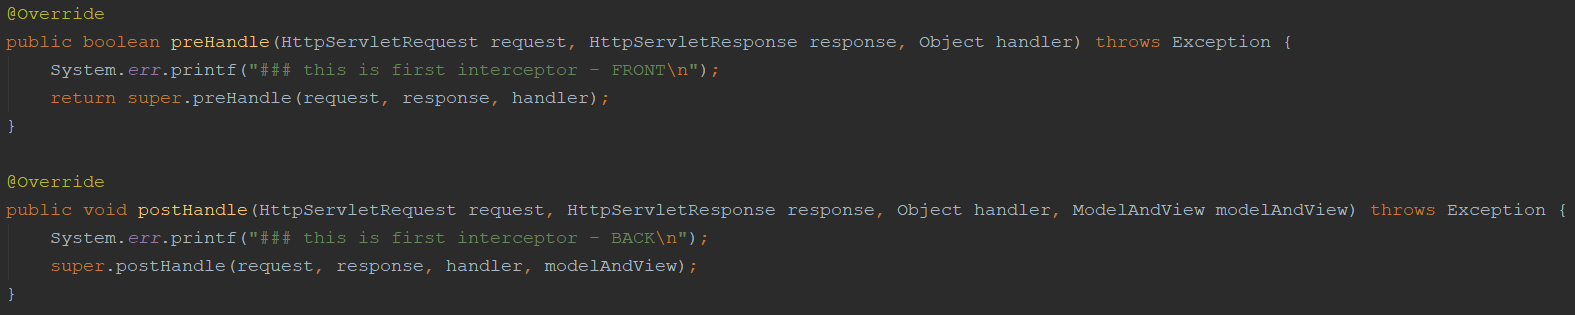 @Override
public boolean preHandle(HttpServletRequest request, HttpServletResponse response, Object handler) throws Exception {
    System.err.printf("### this is first interceptor - FRONT\n");
    return super.preHandle(request, response, handler);
}

@Override
public void postHandle(HttpServletRequest request, HttpServletResponse response, Object handler, ModelAndView modelAndView) throws Exception {
    System.err.printf("### this is first interceptor - BACK\n");
    super.postHandle(request, response, handler, modelAndView);
}